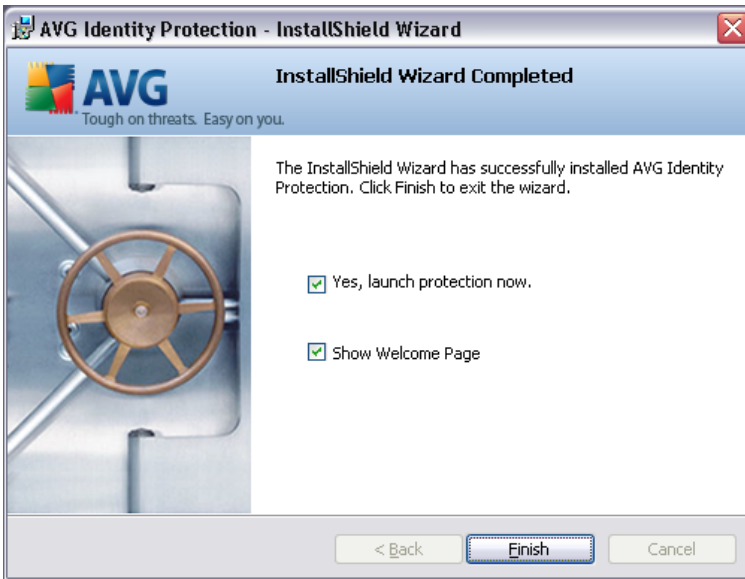 AVG Identity Protection - InstallShield Wizard
AVG
Tough on threats. Easy on you.
InstallShield Wizard Completed
The InstallShield Wizard has successfully installed AVG Identity
Protection. Click Finish to exit the wizard.
Yes, launch protection now.
Show Welcome Page
< Back
Finish
Cancel